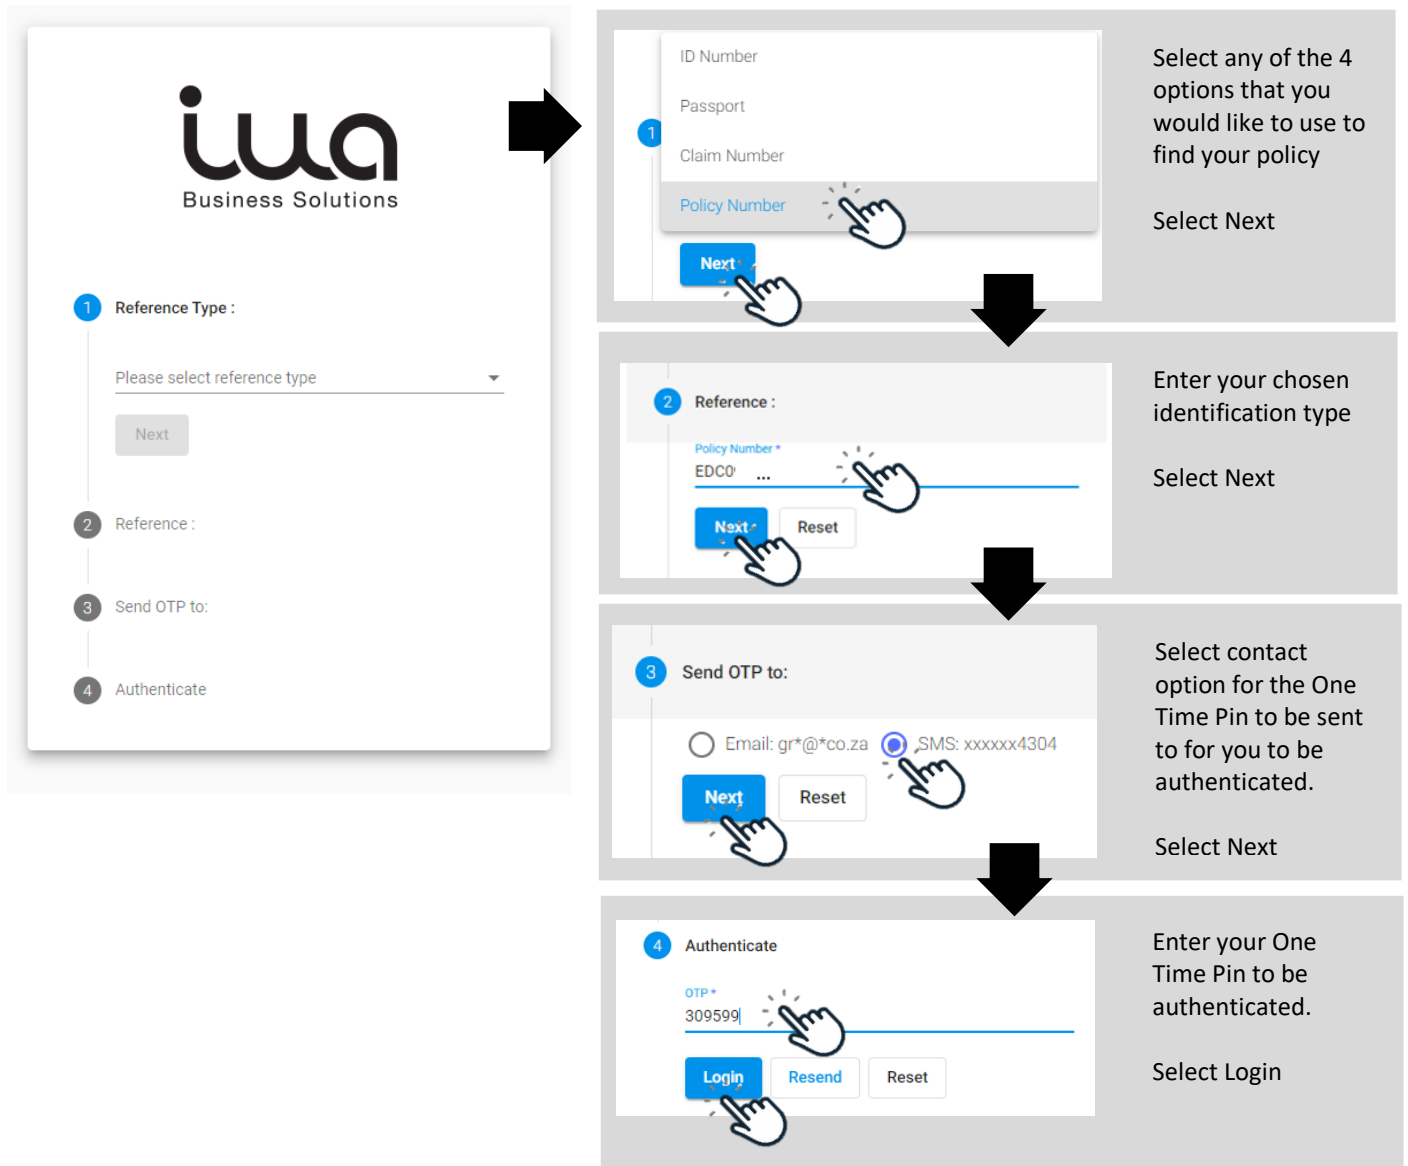 iua
Business Solutions
1 Reference Type :
Please select reference type
Next
2 Reference :
3 Send OTP to:
4 Authenticate
ID Number
Passport
1
Claim Number
Policy Number
Next
Select any of the 4
options that you
would like to use to
find your policy
Select Next
2 Reference :
Policy Number *
EDC0 ...
Next Reset
Enter your chosen
identification type
Select Next
3 Send OTP to:
Email: gr*@*co.za SMS: xxxxxx4304
Next Reset
Select contact
option for the One
Time Pin to be sent
to for you to be
authenticated.
Select Next
4 Authenticate
OTP *
309599
Login Resend Reset
Enter your One
Time Pin to be
authenticated.
Select Login